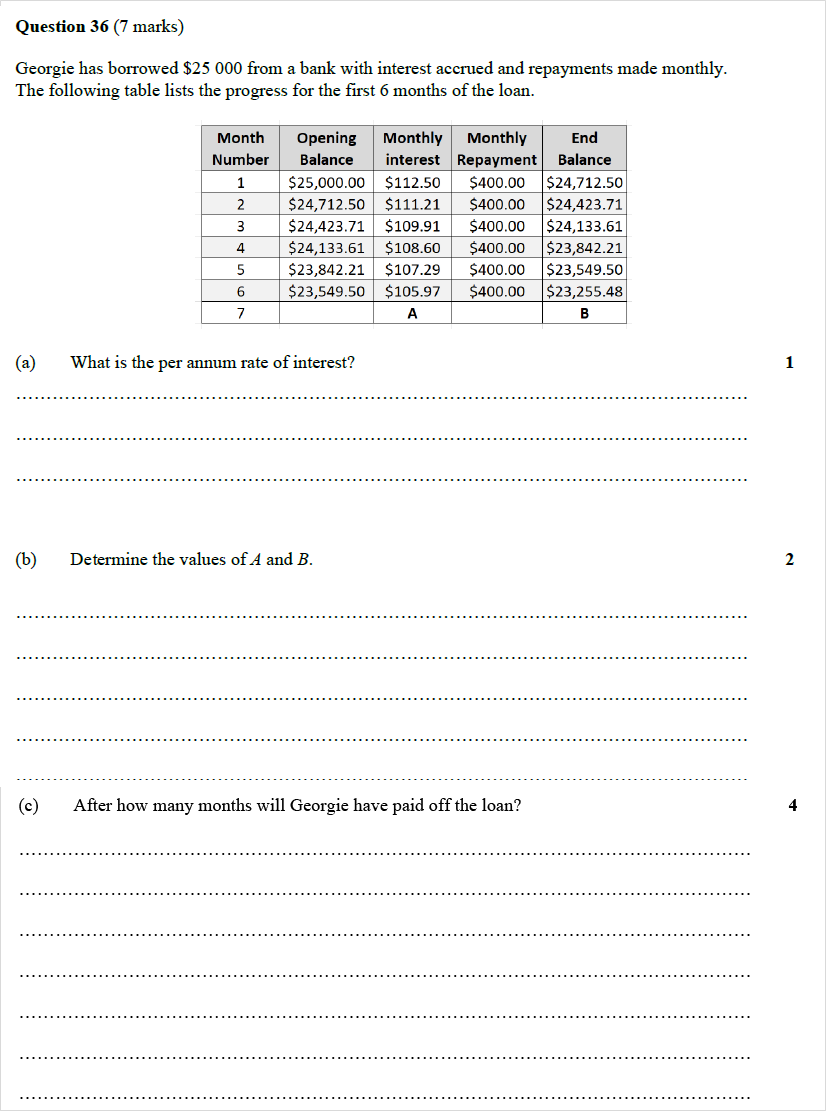 Question 36 (7 marks)
Georgie has borrowed $25 000 from a bank with interest accrued and repayments made monthly.
The following table lists the progress for the first 6 months of the loan.
Month Number Opening Balance Monthly interest Monthly Repayment End Balance
1 $25,000.00 $112.50 $400.00 $24,712.50
2 $24,712.50 $111.21 $400.00 $24,423.71
3 $24,423.71 $109.91 $400.00 $24,133.61
4 $24,133.61 $108.60 $400.00 $23,842.21
5 $23,842.21 $107.29 $400.00 $23,549.50
6 $23,549.50 $105.97 $400.00 $23,255.48
7 A B
(a) What is the per annum rate of interest? 1
(b) Determine the values of A and B. 2
(c) After how many months will Georgie have paid off the loan? 4